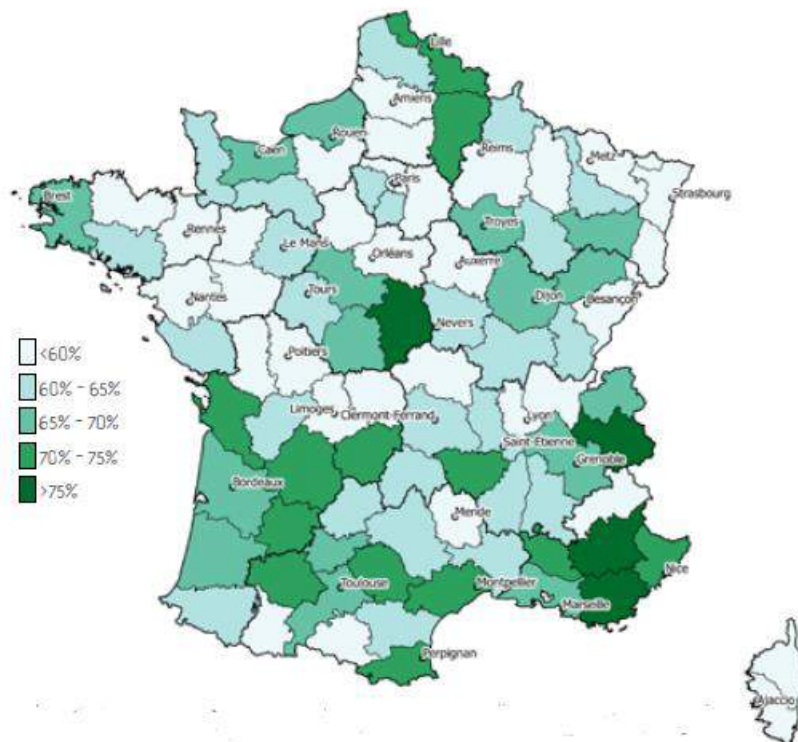 Lille
Amiens
Rouen
Caen
Reims
Metz
Paris
Strasbourg
Brest
Troyes
Rennes
Le Mans
Orléans
Auxerre
Tours
Dijon
Besançon
Nantes
Nevers
Poitiers
<60%
60% - 65%
65% - 70%
70% - 75%
>75%
Limoges
Clermont-Ferrand
Lyon
Saint-Etienne
Grenoble
Bordeaux
Mende
Nice
Toulouse
Montpellier
Marseille
Perpignan
Ajaccio